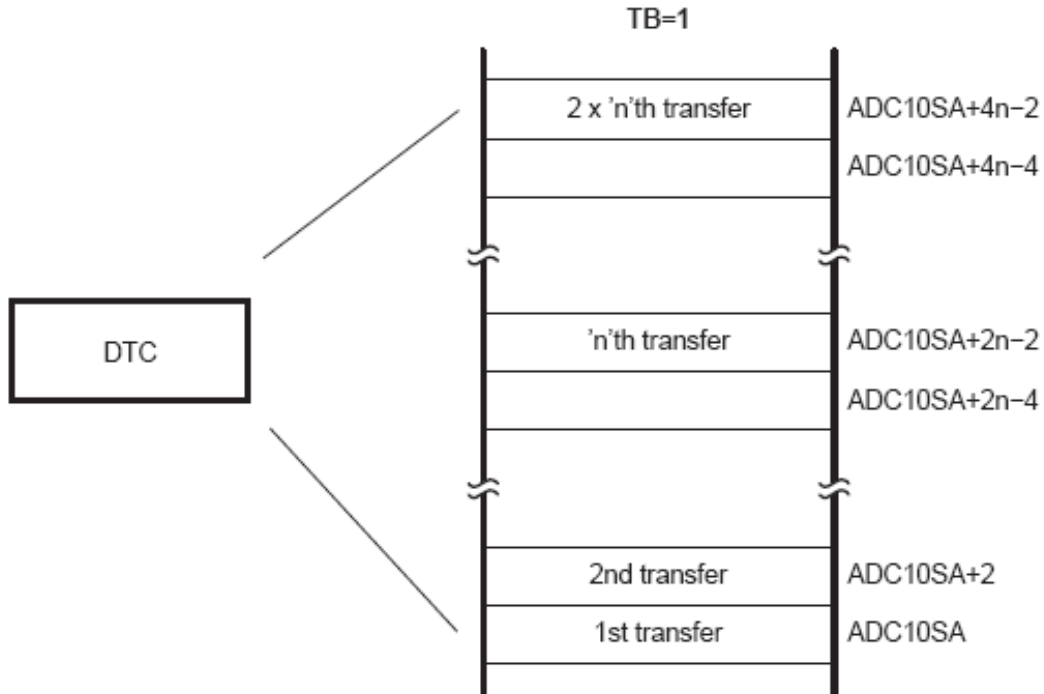 TB=1
2 x ’n’th transfer ADC10SA+4n−2
ADC10SA+4n−4
DTC
’n’th transfer ADC10SA+2n−2
ADC10SA+2n−4
2nd transfer ADC10SA+2
1st transfer ADC10SA